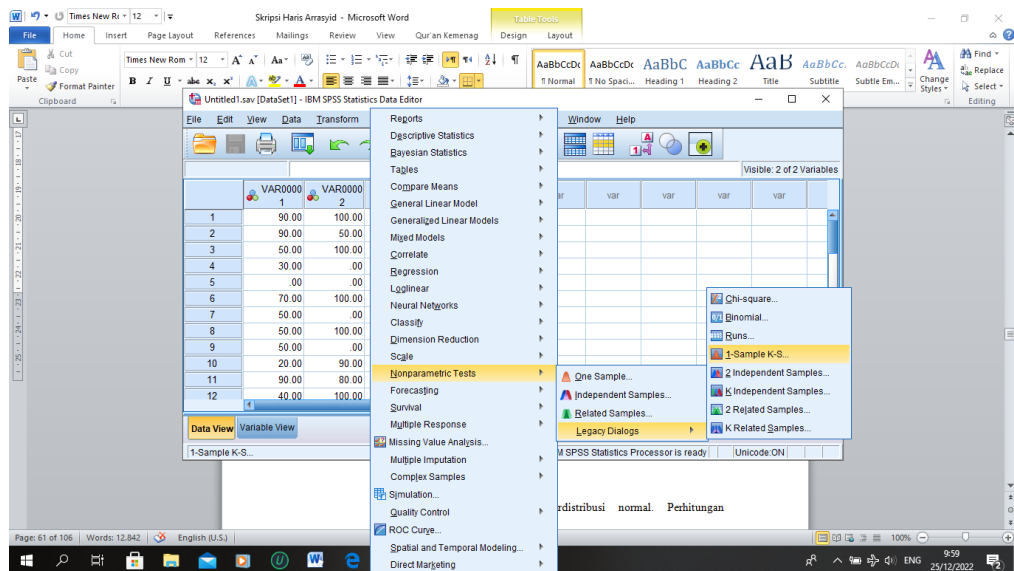 Times New Ro 12
Skripsi Haris Arrasyid - Microsoft Word
Table Tools
File Home Insert Page Layout References Mailings Review View Qur'an Kemenag Design Layout
Cut
Copy
Format Painter
Paste
Clipboard
Times New Rom 12
B I U abc x, x²
AaBbCcDc AaBbCcDc AaBbC AaBbCc AaB AaBbCc. AaBbCcDi
¶ Normal ¶ No Spaci... Heading 1 Heading 2 Title Subtitle Subtle Em...
Change Styles
Find
Replace
Select
Editing
Untitled1.sav [DataSet1] - IBM SPSS Statistics Data Editor
File Edit View Data Transform Window Help
Visible: 2 of 2 Variables
VAR00001 VAR00002 var var var var
1 90.00 100.00
2 90.00 50.00
3 50.00 100.00
4 30.00 .00
5 .00 .00
6 70.00 100.00
7 50.00 .00
8 50.00 100.00
9 50.00 .00
10 20.00 90.00
11 90.00 80.00
12 40.00 100.00
Data View Variable View
1-Sample K-S...
M SPSS Statistics Processor is ready Unicode:ON
Reports
Descriptive Statistics
Bayesian Statistics
Tables
Compare Means
General Linear Model
Generalized Linear Models
Mixed Models
Correlate
Regression
Loglinear
Neural Networks
Classify
Dimension Reduction
Scale
Nonparametric Tests
Forecasting
Survival
Multiple Response
Missing Value Analysis...
Multiple Imputation
Complex Samples
Simulation...
Quality Control
ROC Curve...
Spatial and Temporal Modeling...
Direct Marketing
One Sample...
Independent Samples...
Related Samples...
Legacy Dialogs
Chi-square...
Binomial...
Runs...
1-Sample K-S...
2 Independent Samples...
K Independent Samples...
2 Related Samples...
K Related Samples...
rdistribusi normal. Perhitungan
Page: 61 of 106 Words: 12.842 English (U.S.) 100%
ENG
9:59
25/12/2022